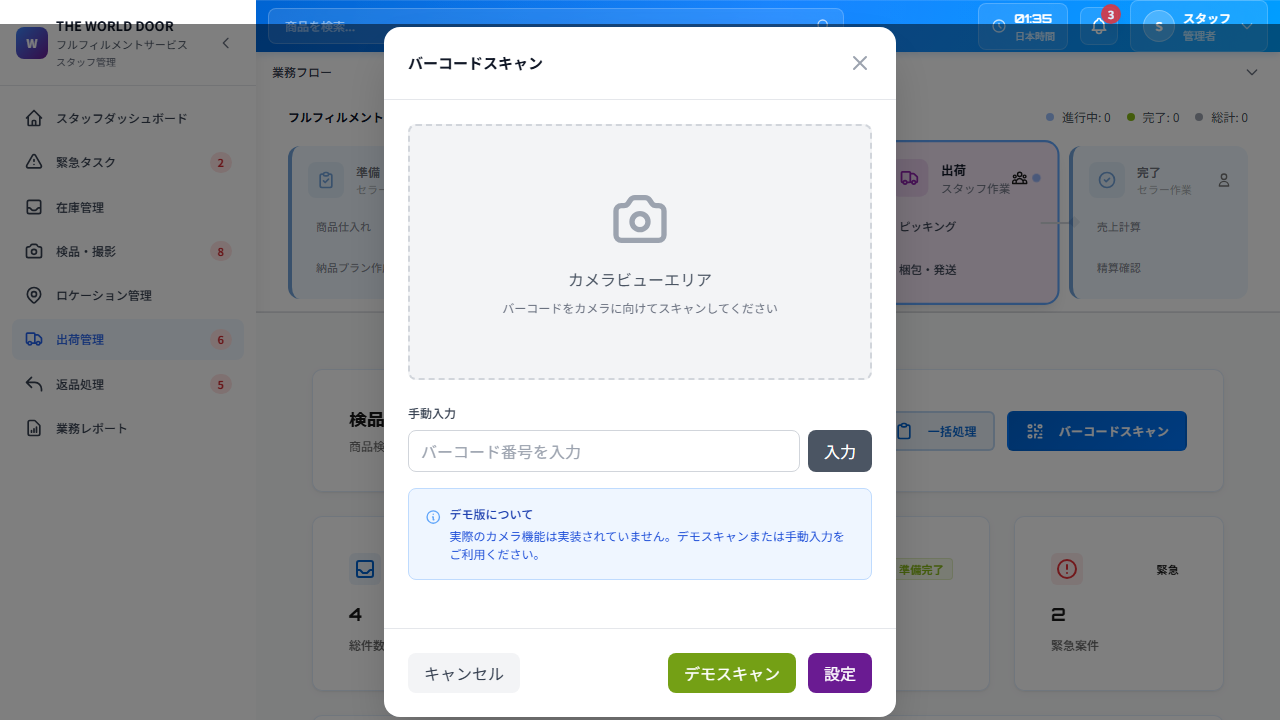 THE WORLD DOOR
W
フルフィルメントサービス
スタッフ管理
スタッフダッシュボード
緊急タスク
2
在庫管理
検品・撮影
8
ロケーション管理
出荷管理
6
返品処理
5
業務レポート
商品を検索...
01:35
日本時間
3
S
スタッフ
管理者
業務フロー
フルフィルメント
進行中: 0
完了: 0
総計: 0
準備
セラー
商品仕入れ
出荷
スタッフ作業
ピッキング
梱包・発送
完了
セラー作業
売上計算
精算確認
一括処理
バーコードスキャン
4
総件数
準備完了
緊急
2
緊急案件
バーコードスキャン
カメラビューエリア
バーコードをカメラに向けてスキャンしてください
手動入力
バーコード番号を入力
入力
デモ版について
実際のカメラ機能は実装されていません。デモスキャンまたは手動入力を
ご利用ください。
キャンセル
デモスキャン
設定